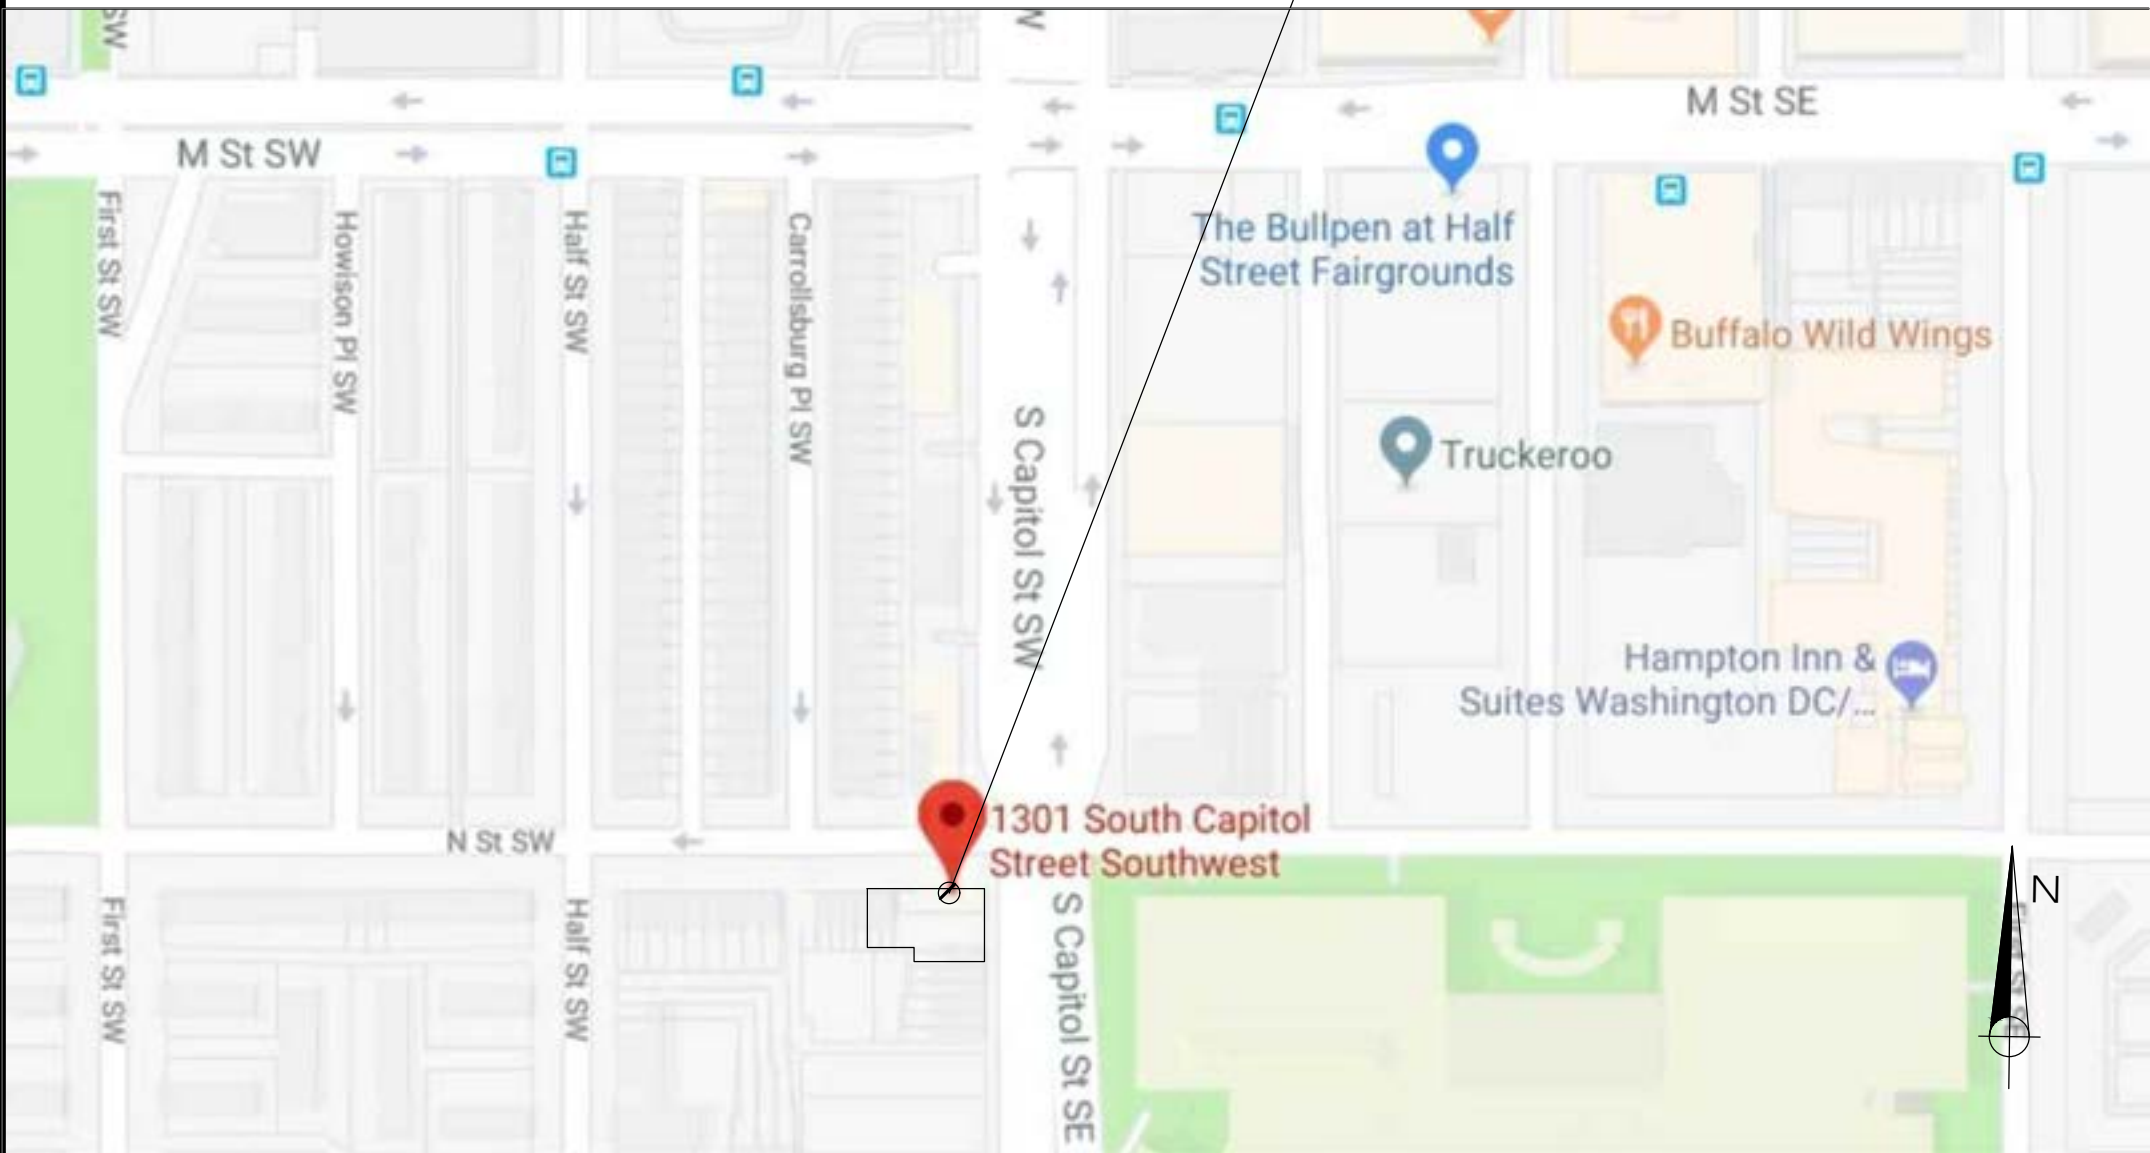 SW
W
M St SE
M St SW
First St SW
Howison Pl SW
Half St SW
Carrollsburg Pl SW
The Bullpen at Half
Street Fairgrounds
Buffalo Wild Wings
S Capitol St SW
Truckeroo
Hampton Inn &
Suites Washington DC/...
1301 South Capitol
Street Southwest
N St SW
N
First St SW
Half St SW
S Capitol St SE